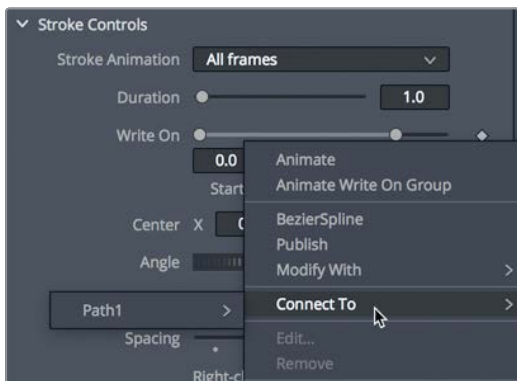 Stroke Controls
Stroke Animation All frames
Duration 1.0
Write On
0.0
Start
Animate
Animate Write On Group
Center X
BezierSpline
Publish
Angle
Modify With
Path1
Connect To
Spacing
Edit...
Remove